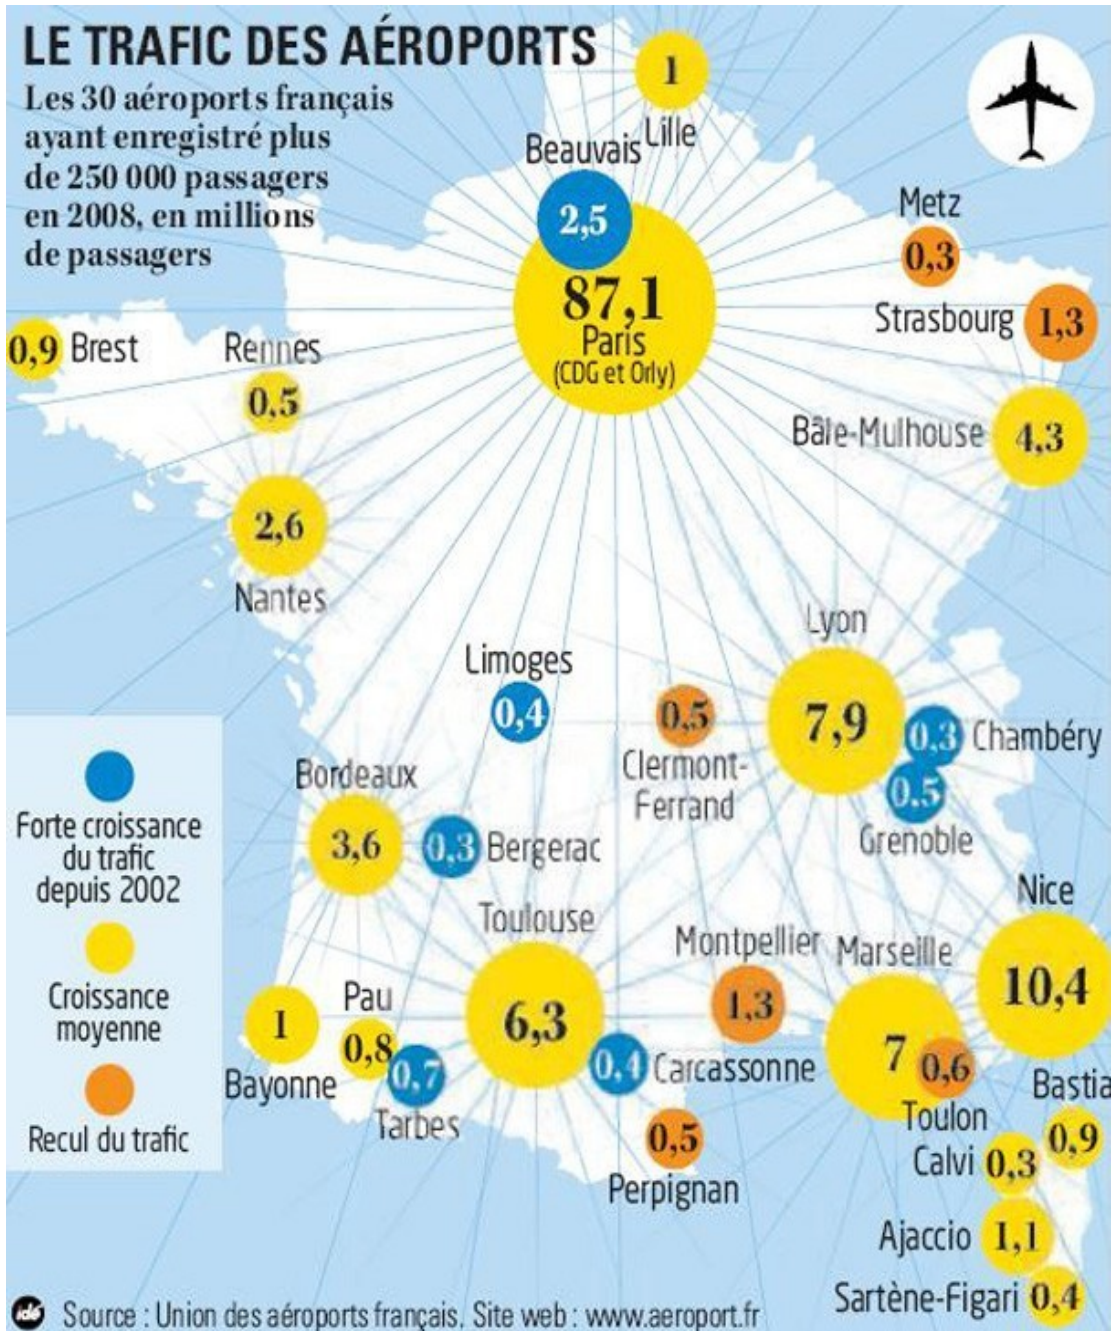 LE TRAFIC DES AÉROPORTS
Les 30 aéroports français
ayant enregistré plus
de 250 000 passagers
en 2008, en millions
de passagers
1
Lille
Beauvais
2,5
87,1
Paris
(CDG et Orly)
Metz
0,3
Strasbourg
1,3
0,9 Brest
Rennes
0,5
Bâle-Mulhouse
4,3
2,6
Nantes
Lyon
7,9
Limoges
0,4
0,5
Clermont-
Ferrand
0,3 Chambéry
0,5
Grenoble
Forte croissance
du trafic
depuis 2002
Croissance
moyenne
Recul du trafic
Bordeaux
3,6
0,3 Bergerac
Toulouse
6,3
Montpellier
1,3
Marseille
7
0,6
Toulon
Nice
10,4
1
Bayonne
Pau
0,8
0,7
Tarbes
0,4 Carcassonne
0,5
Perpignan
Bastia
0,9
Calvi 0,3
Ajaccio 1,1
Sartène-Figari 0,4
idé
Source : Union des aéroports français, Site web : www.aeroport.fr